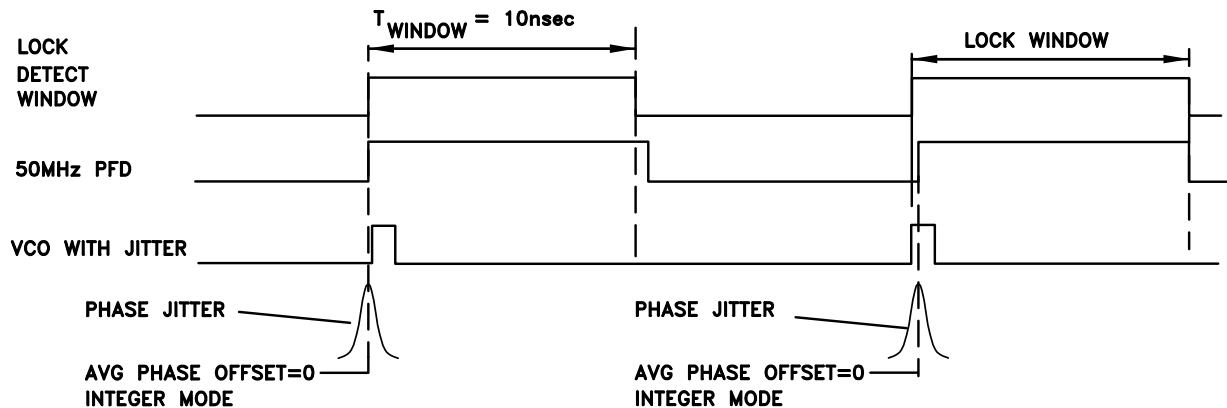 T WINDOW = 10nsec
LOCK
DETECT
WINDOW
LOCK WINDOW
50MHz PFD
VCO WITH JITTER
PHASE JITTER
AVG PHASE OFFSET=0
INTEGER MODE
PHASE JITTER
AVG PHASE OFFSET=0
INTEGER MODE